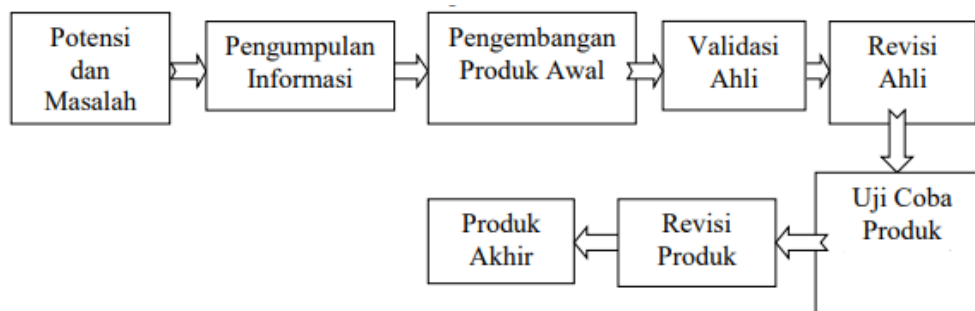 Potensi
dan
Masalah
Pengumpulan
Informasi
Pengembangan
Produk Awal
Validasi
Ahli
Revisi
Ahli
Uji Coba
Produk
Revisi
Produk
Produk
Akhir